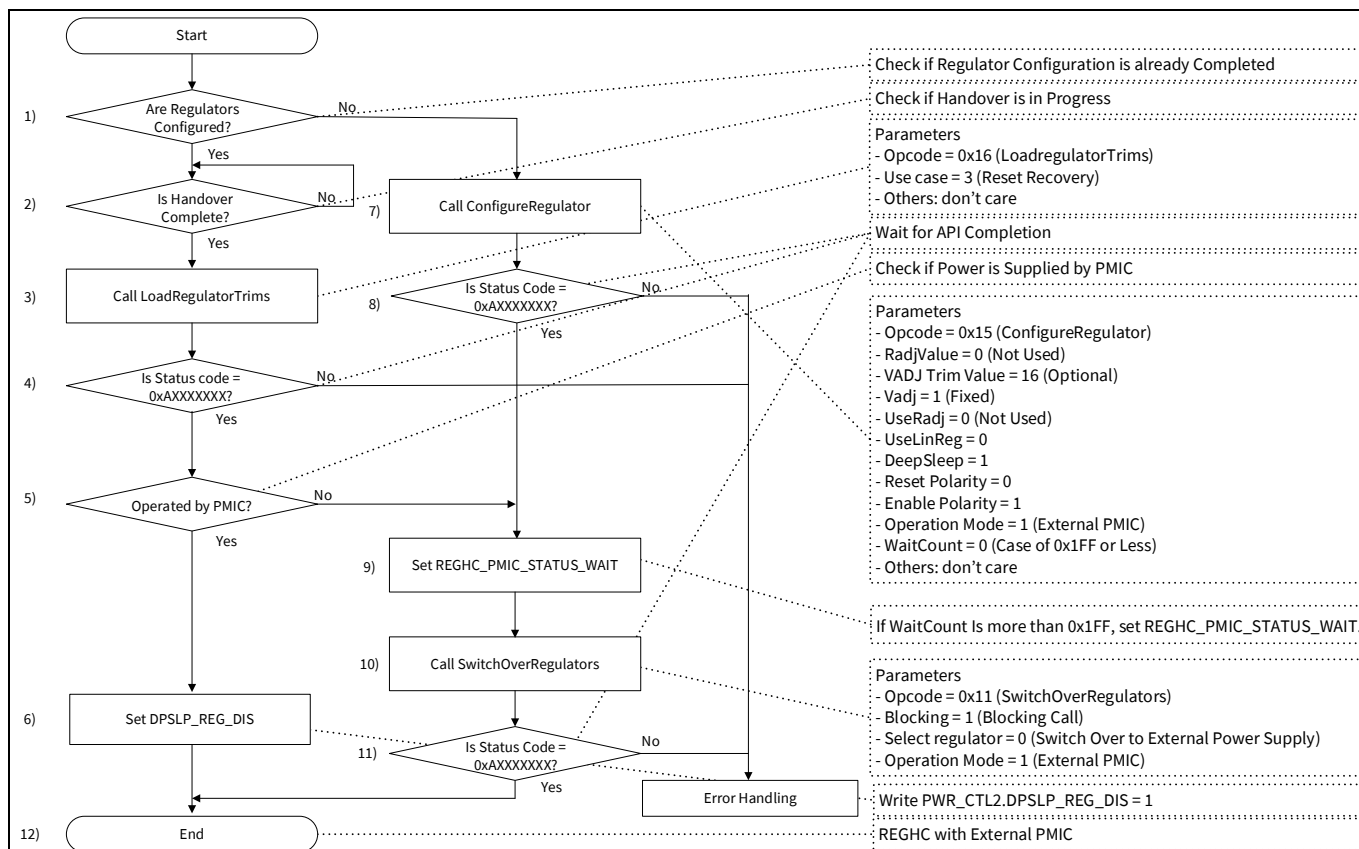 Start
1)
Are Regulators
Configured?
No
Yes
2)
Is Handover
Complete?
No
Yes
3)
Call LoadRegulatorTrims
4)
Is Status code =
0xAXXXXXXX?
No
Yes
5)
Operated by PMIC?
No
Yes
6)
Set DPSLP_REG_DIS
12)
End
7)
Call ConfigureRegulator
8)
Is Status Code =
0xAXXXXXXX?
No
Yes
9)
Set REGHC_PMIC_STATUS_WAIT
10)
Call SwitchOverRegulators
11)
Is Status Code =
0xAXXXXXXX?
No
Yes
Error Handling
Check if Regulator Configuration is already Completed
Check if Handover is in Progress
Parameters
- Opcode = 0x16 (LoadregulatorTrims)
- Use case = 3 (Reset Recovery)
- Others: don’t care
Wait for API Completion
Check if Power is Supplied by PMIC
Parameters
- Opcode = 0x15 (ConfigureRegulator)
- RadjValue = 0 (Not Used)
- VADJ Trim Value = 16 (Optional)
- Vadj = 1 (Fixed)
- UseRadj = 0 (Not Used)
- UseLinReg = 0
- DeepSleep = 1
- Reset Polarity = 0
- Enable Polarity = 1
- Operation Mode = 1 (External PMIC)
- WaitCount = 0 (Case of 0x1FF or Less)
- Others: don’t care
If WaitCount Is more than 0x1FF, set REGHC_PMIC_STATUS_WAIT.
Parameters
- Opcode = 0x11 (SwitchOverRegulators)
- Blocking = 1 (Blocking Call)
- Select regulator = 0 (Switch Over to External Power Supply)
- Operation Mode = 1 (External PMIC)
Write PWR_CTL2.DPSLP_REG_DIS = 1
REGHC with External PMIC